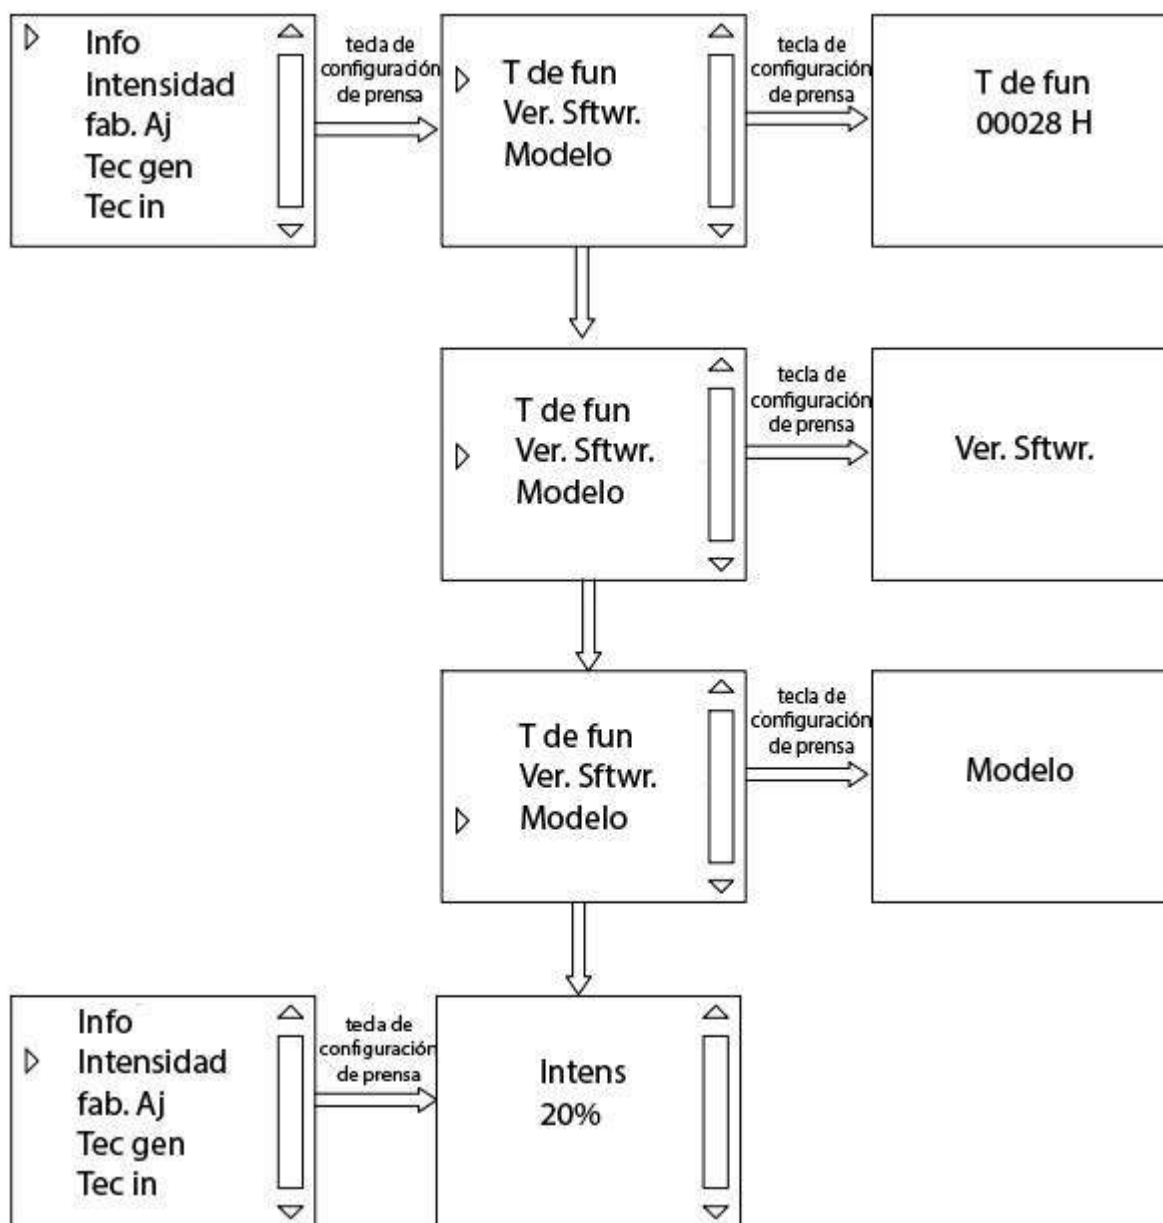 Info
Intensidad
fab. Aj
Tec gen
Tec in
tecla de
configuración
de prensa
T de fun
Ver. Sftwr.
Modelo
tecla de
configuración
de prensa
T de fun
00028 H
T de fun
Ver. Sftwr.
Modelo
tecla de
configuración
de prensa
Ver. Sftwr.
T de fun
Ver. Sftwr.
Modelo
tecla de
configuración
de prensa
Modelo
Info
Intensidad
fab. Aj
Tec gen
Tec in
tecla de
configuración
de prensa
Intens
20%